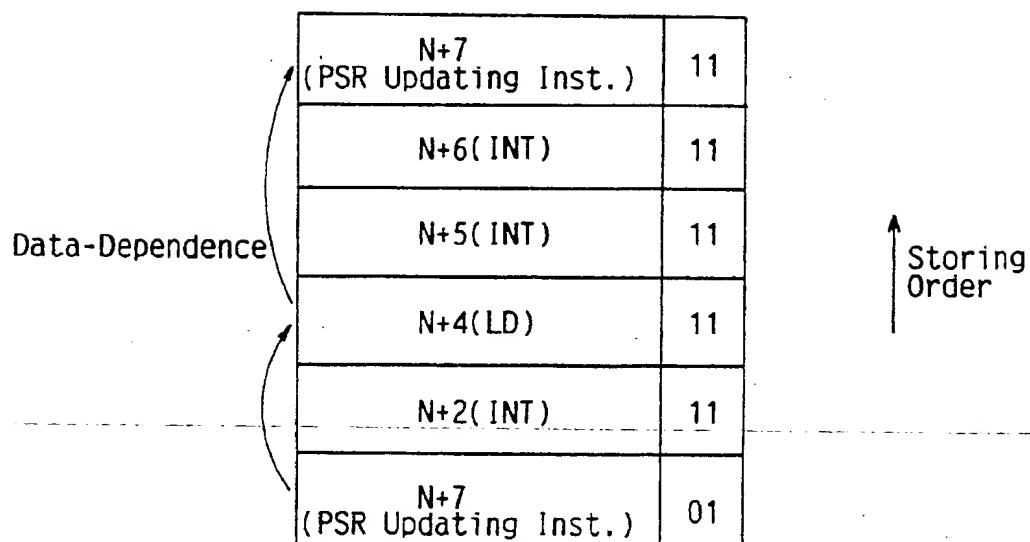 N+7
(PSR Updating Inst.) 11
N+6(INT) 11
N+5(INT) 11
Data-Dependence
Storing
Order
N+4(LD) 11
N+2(INT) 11
N+7
(PSR Updating Inst.) 01